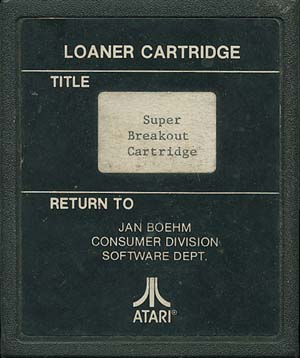 LOANER CARTRIDGE
TITLE
Super
Breakout
Cartridge
RETURN TO
JAN BOEHM
CONSUMER DIVISION
SOFTWARE DEPT.
ATARI®